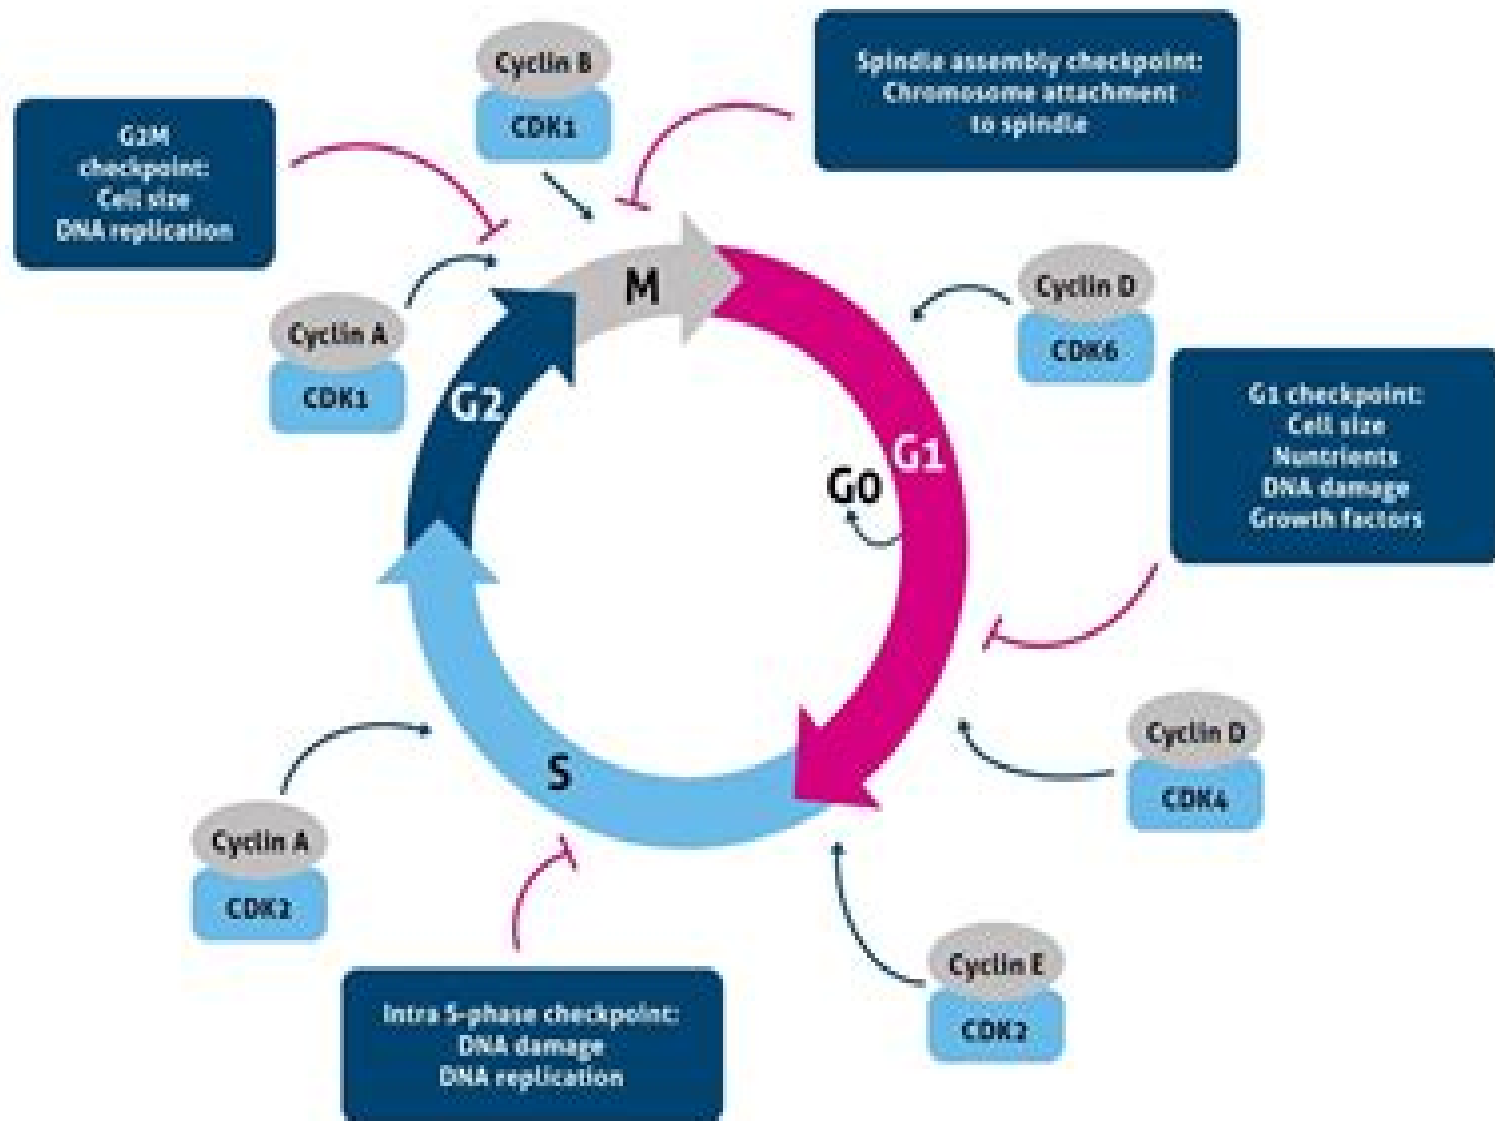 Cyclin B
CDK1
Spindle assembly checkpoint:
Chromosome attachment
to spindle
G2M
checkpoint:
Cell size
DNA replication
M
Cyclin D
CDK6
Cyclin A
CDK1
G2
G1
G0
G1 checkpoint:
Cell size
Nuntrients
DNA damage
Growth factors
Cyclin D
CDK4
S
Cyclin A
CDK2
Cyclin E
CDK2
Intra S-phase checkpoint:
DNA damage
DNA replication